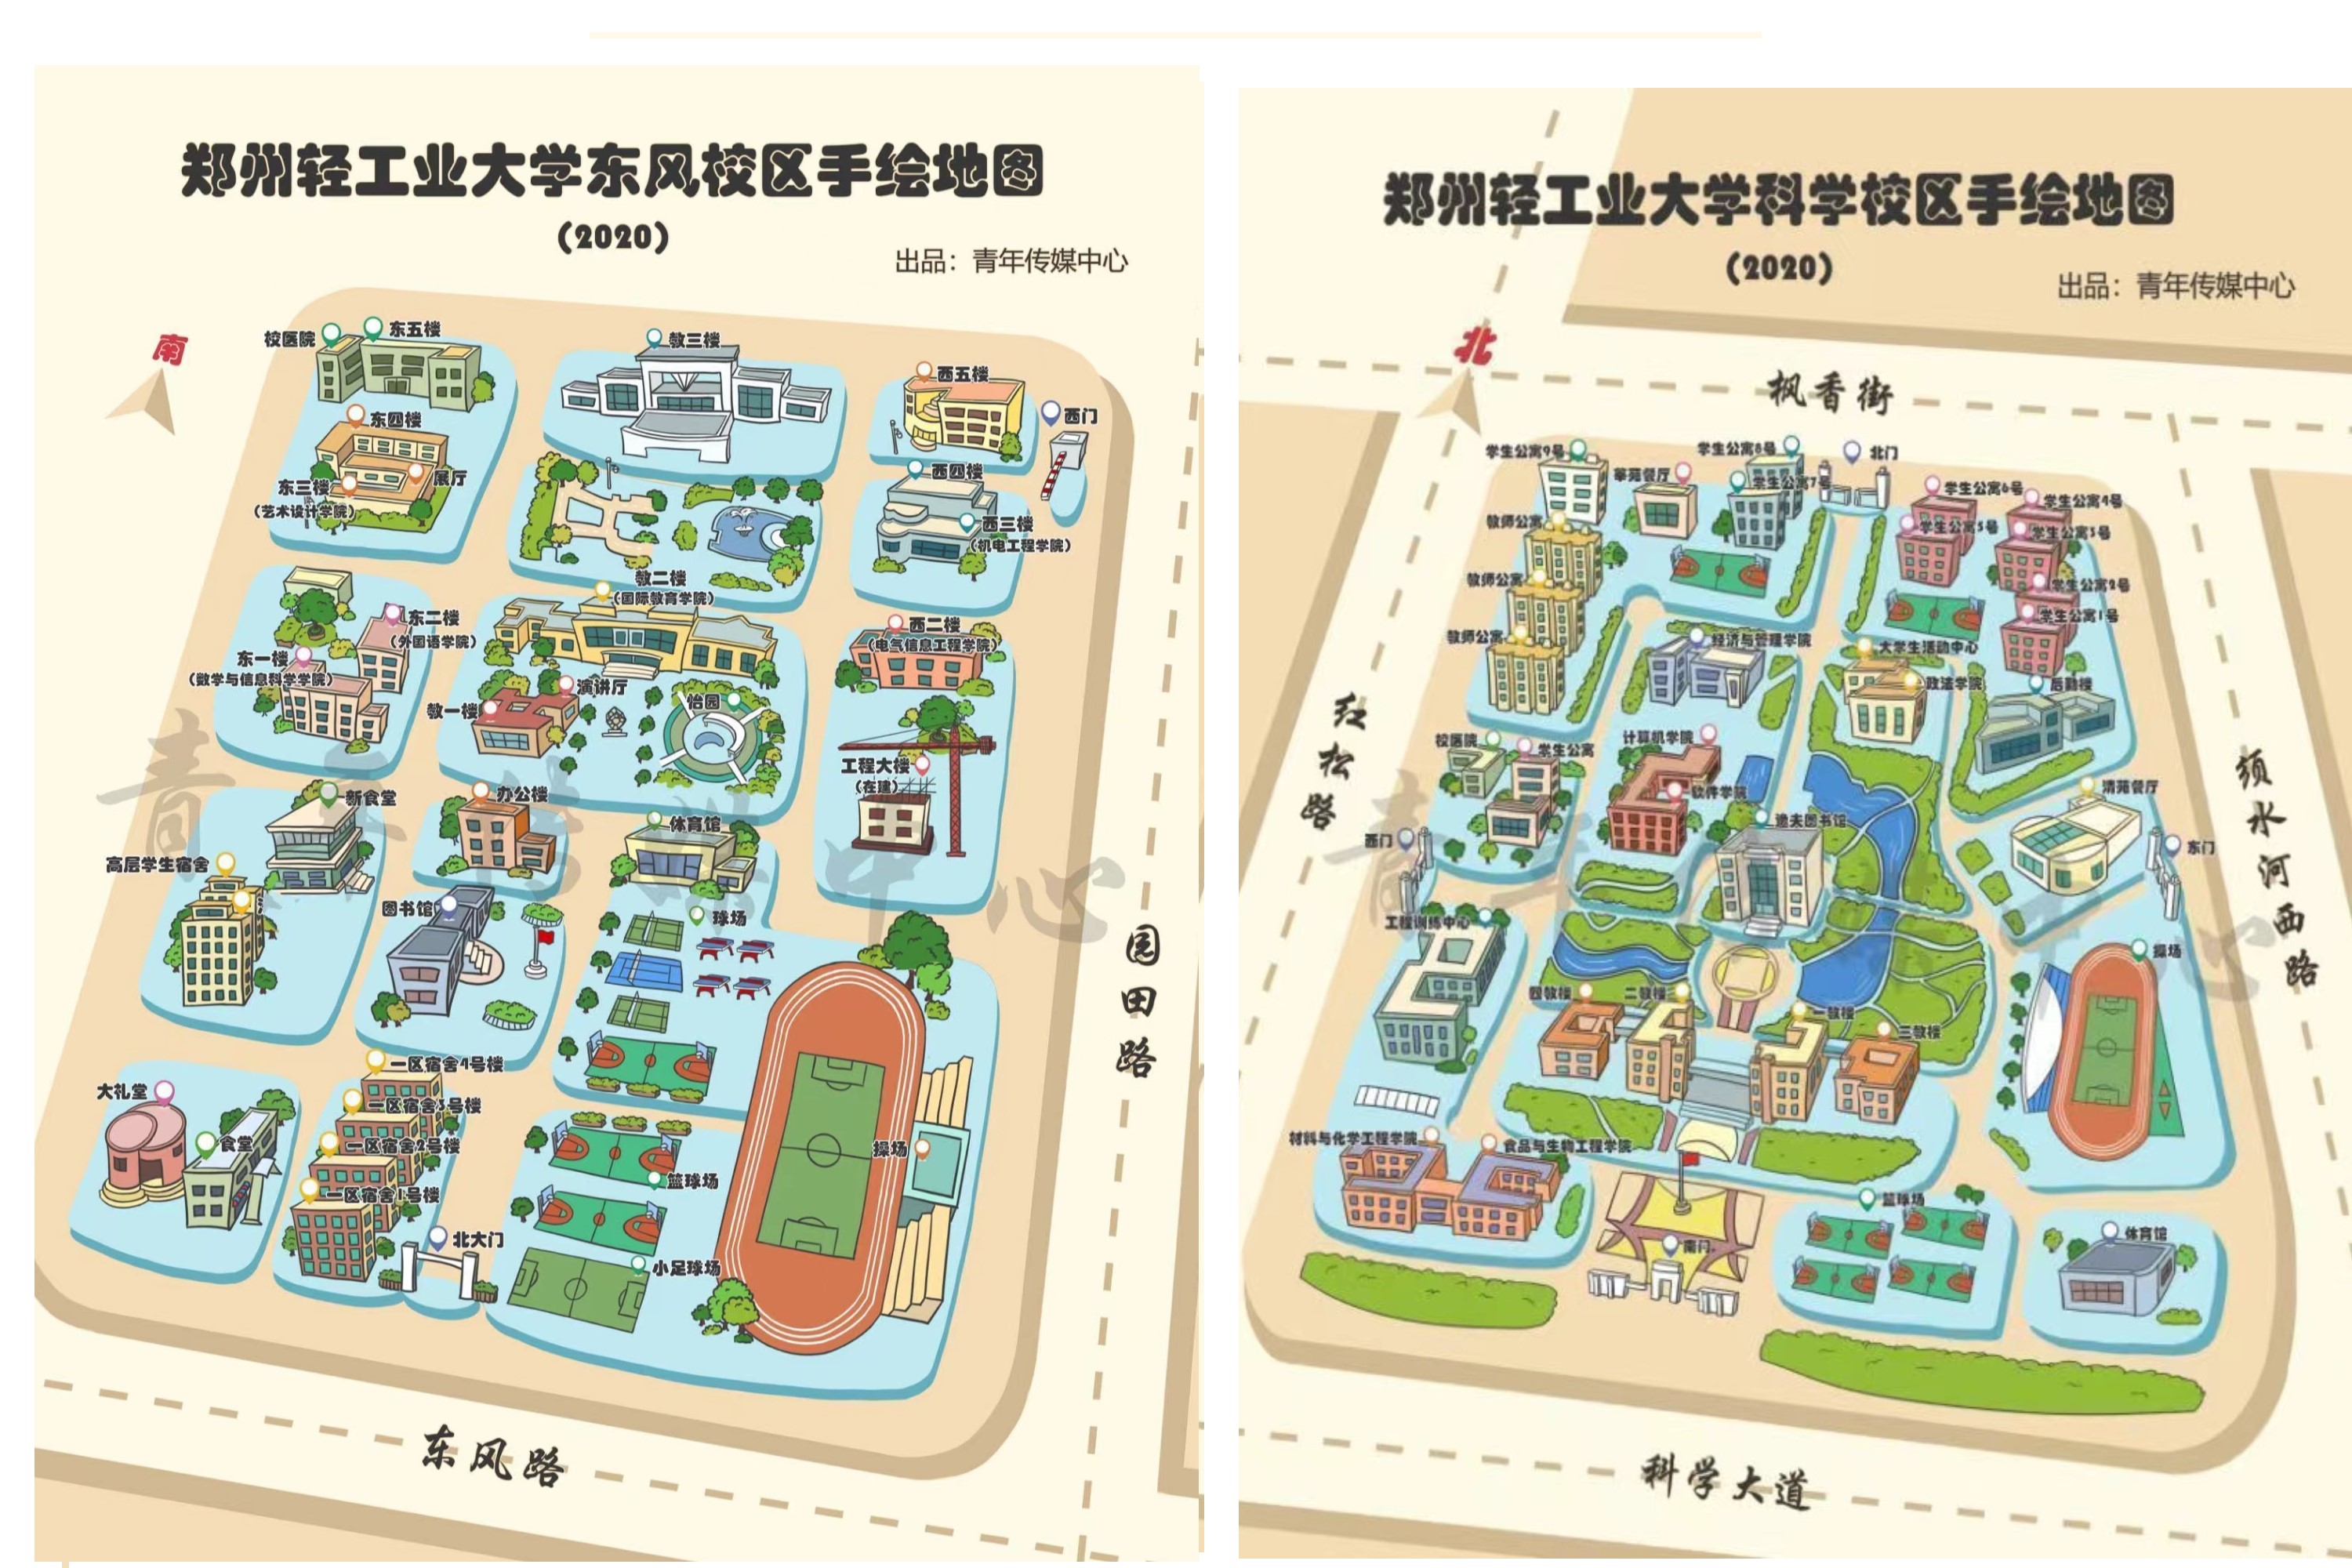 郑州轻工业大学东风校区手绘地图
(2020)
出品：青年传媒中心
南
校医院
东五楼
教三楼
西五楼
西门
东四楼
展厅
东三楼
(艺术设计学院)
西四楼
西三楼
(机电工程学院)
教二楼
(国际教育学院)
东二楼
(外国语学院)
西二楼
(电气信息工程学院)
东一楼
(数学与信息科学学院)
演讲厅
教一楼
怡园
工程大楼
(在建)
新食堂
办公楼
体育馆
高层学生宿舍
图书馆
球场
园田路
一区宿舍4号楼
大礼堂
一区宿舍3号楼
食堂
一区宿舍2号楼
操场
篮球场
一区宿舍1号楼
北大门
小足球场
东风路
青年传媒中心
郑州轻工业大学科学校区手绘地图
(2020)
出品：青年传媒中心
北
枫香街
学生公寓9号
学生公寓8号
北门
莘苑餐厅
学生公寓7号
学生公寓6号
学生公寓4号
教师公寓
学生公寓5号
学生公寓3号
教师公寓
学生公寓2号
学生公寓1号
教师公寓
经济与管理学院
大学生活动中心
政法学院
后勤楼
红松路
校医院
学生公寓
计算机学院
软件学院
清苑餐厅
须水河西路
逸夫图书馆
西门
东门
工程训练中心
操场
四教楼
二教楼
一教楼
三教楼
材料与化学工程学院
食品与生物工程学院
篮球场
体育馆
南门
科学大道
青年传媒中心